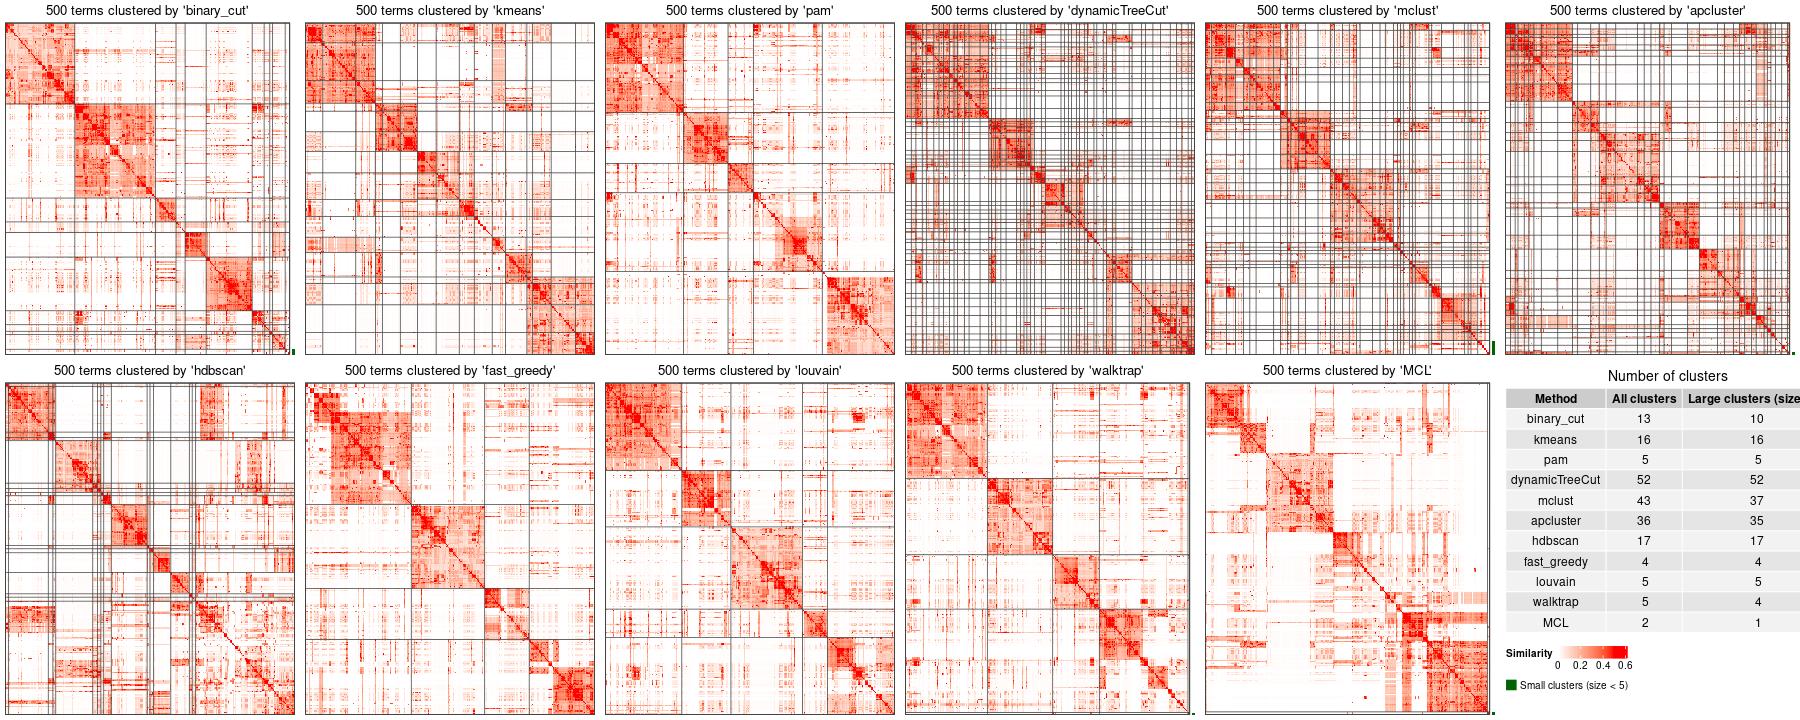 500 terms clustered by 'binary_cut'
500 terms clustered by 'kmeans'
500 terms clustered by 'pam'
500 terms clustered by 'dynamicTreeCut'
500 terms clustered by 'mclust'
500 terms clustered by 'apcluster'
500 terms clustered by 'hdbscan'
500 terms clustered by 'fast_greedy'
500 terms clustered by 'louvain'
500 terms clustered by 'walktrap'
500 terms clustered by 'MCL'
Number of clusters
Method All clusters Large clusters (size
binary_cut 13 10
kmeans 16 16
pam 5 5
dynamicTreeCut 52 52
mclust 43 37
apcluster 36 35
hdbscan 17 17
fast_greedy 4 4
louvain 5 5
walktrap 5 4
MCL 2 1
Similarity
0 0.2 0.4 0.6
Small clusters (size < 5)